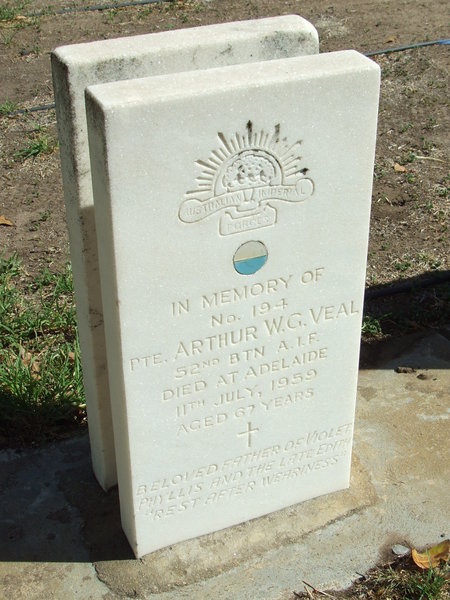 AUSTRALIAN IMPERIAL
FORCES
IN MEMORY OF
No. 194
PTE. ARTHUR W.G. VEAL
52ND BTN A.I.F.
DIED AT ADELAIDE
11TH JULY, 1959
AGED 67 YEARS
BELOVED FATHER OF VIOLET
PHYLLIS AND THE LATE EDITH
"REST AFTER WEARINESS"